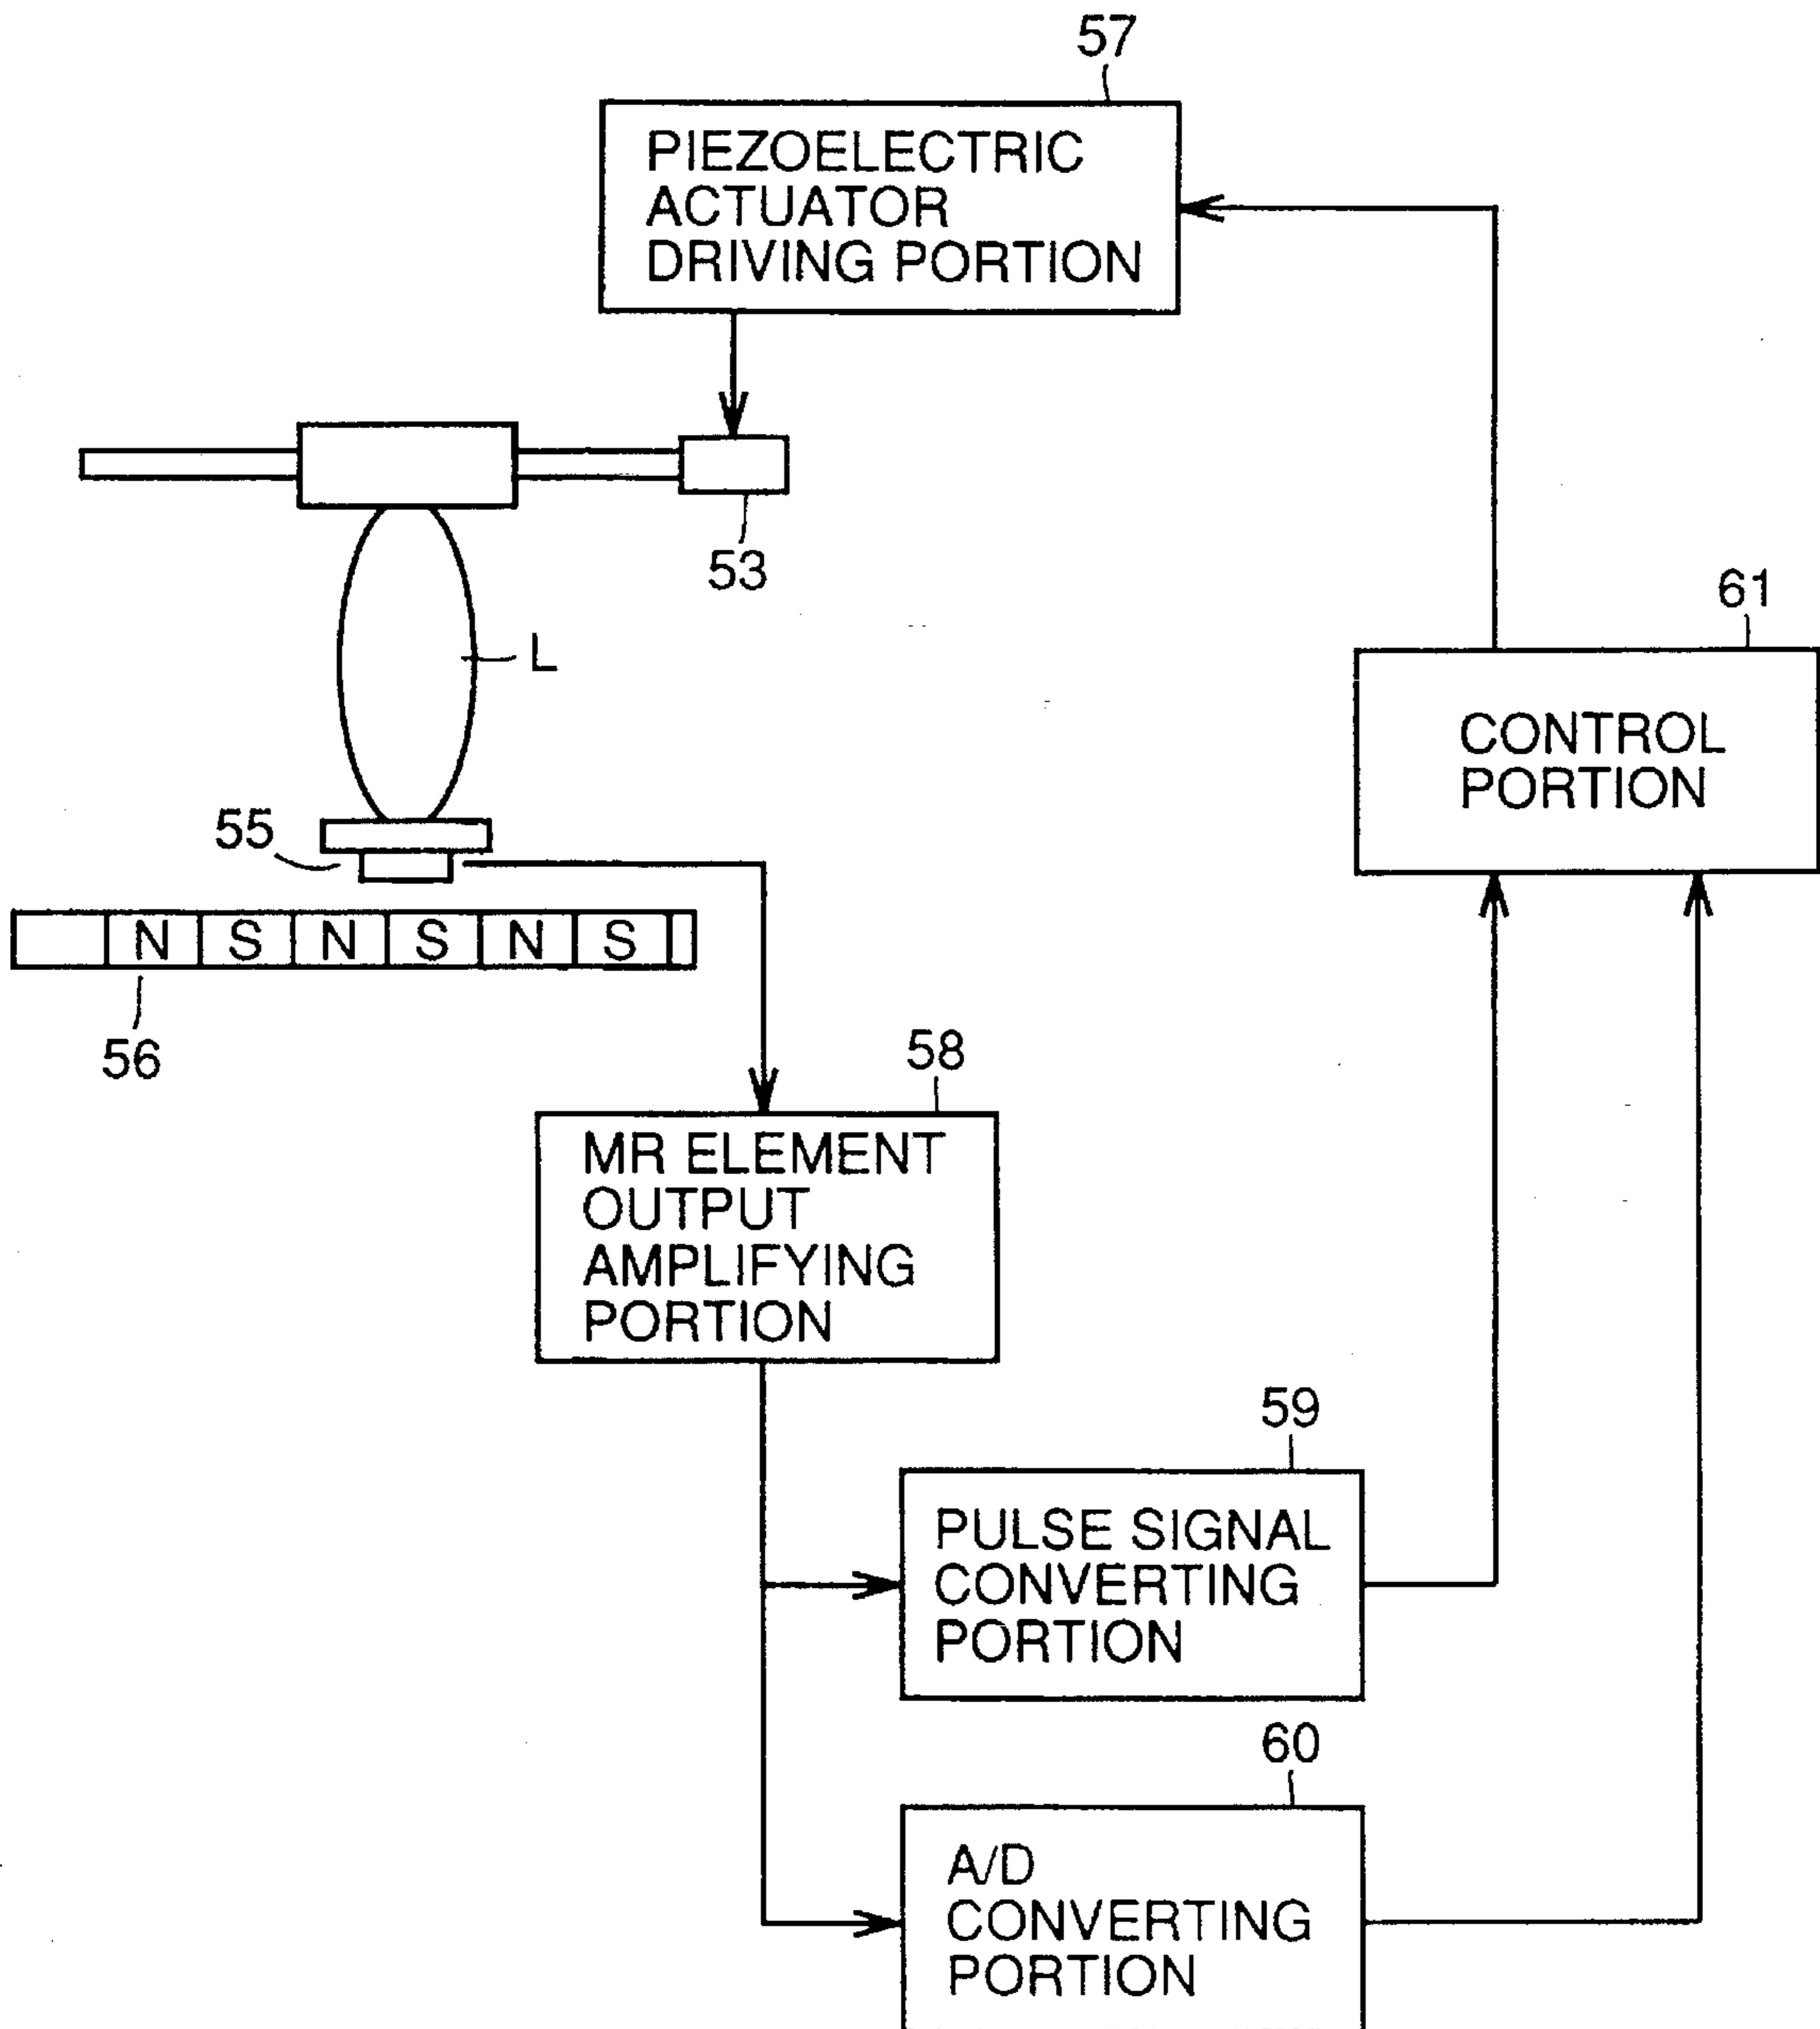 57
PIEZOELECTRIC
ACTUATOR
DRIVING PORTION
53
L
61
CONTROL
PORTION
55
N S N S N S
56
58
MR ELEMENT
OUTPUT
AMPLIFYING
PORTION
59
PULSE SIGNAL
CONVERTING
PORTION
60
A/D
CONVERTING
PORTION